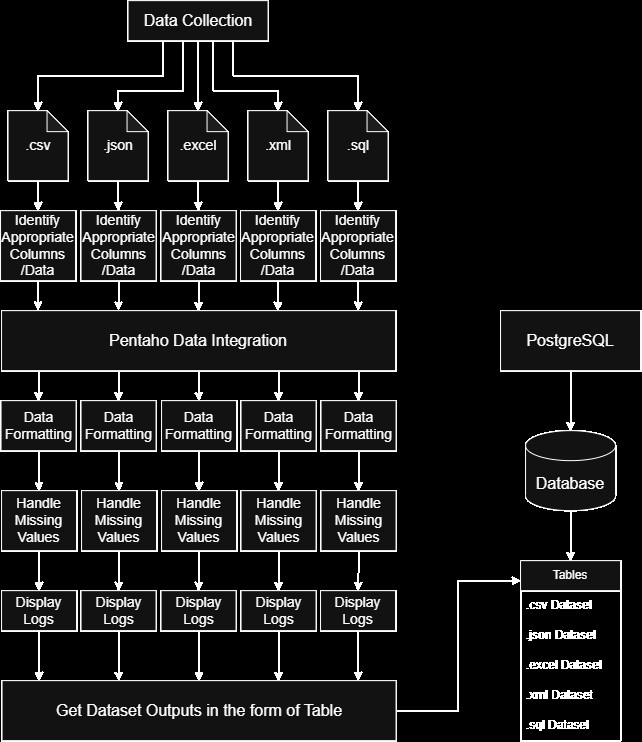 Data Collection
.csv
.json
.excel
.xml
.sql
Identify
Appropriate
Columns
/Data
Identify
Appropriate
Columns
/Data
Identify
Appropriate
Columns
/Data
Identify
Appropriate
Columns
/Data
Identify
Appropriate
Columns
/Data
Pentaho Data Integration
Data
Formatting
Data
Formatting
Data
Formatting
Data
Formatting
Data
Formatting
Handle
Missing
Values
Handle
Missing
Values
Handle
Missing
Values
Handle
Missing
Values
Handle
Missing
Values
Display
Logs
Display
Logs
Display
Logs
Display
Logs
Display
Logs
Get Dataset Outputs in the form of Table
PostgreSQL
Database
Tables
.csv Dataset
.json Dataset
.excel Dataset
.xml Dataset
.sql Dataset